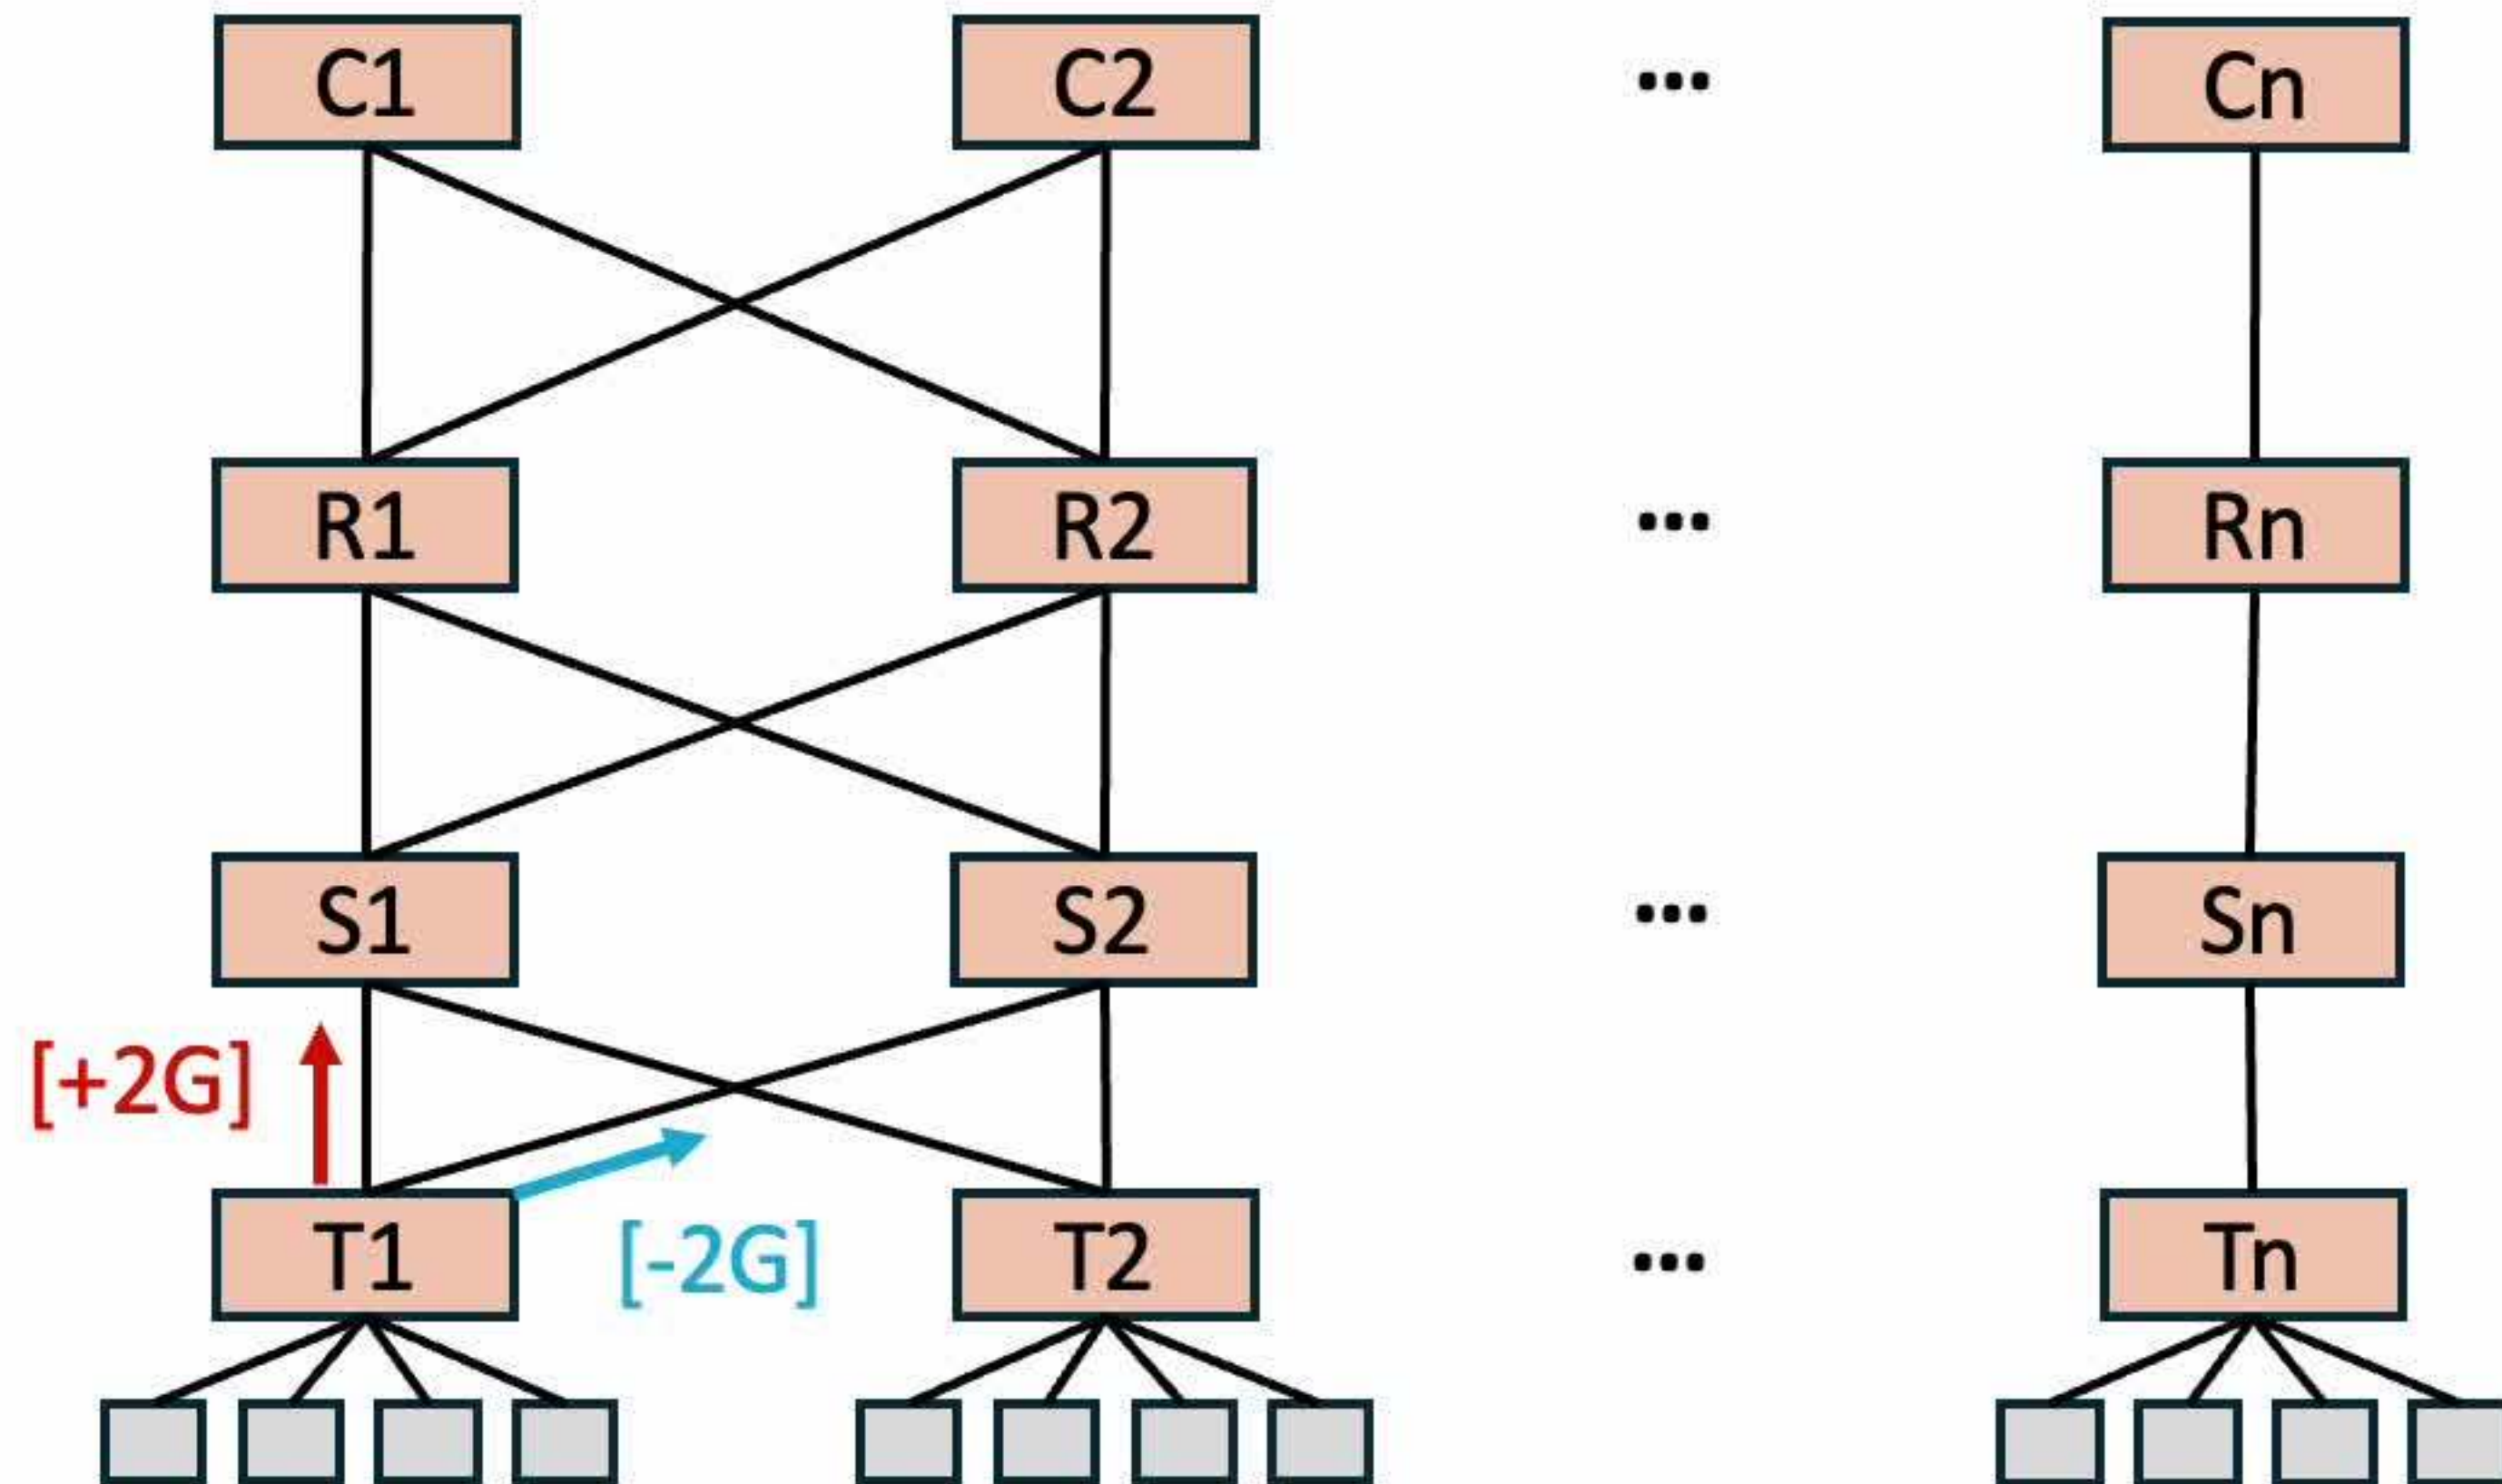 C1 C2 ... Cn
R1 R2 ... Rn
S1 S2 ... Sn
[+2G]
T1 T2 ... Tn
[-2G]